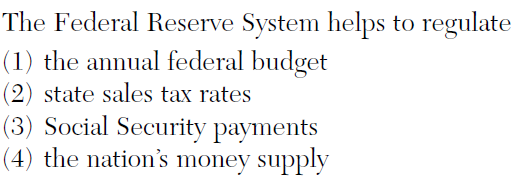 The Federal Reserve System helps to regulate
(1) the annual federal budget
(2) state sales tax rates
(3) Social Security payments
(4) the nation's money supply